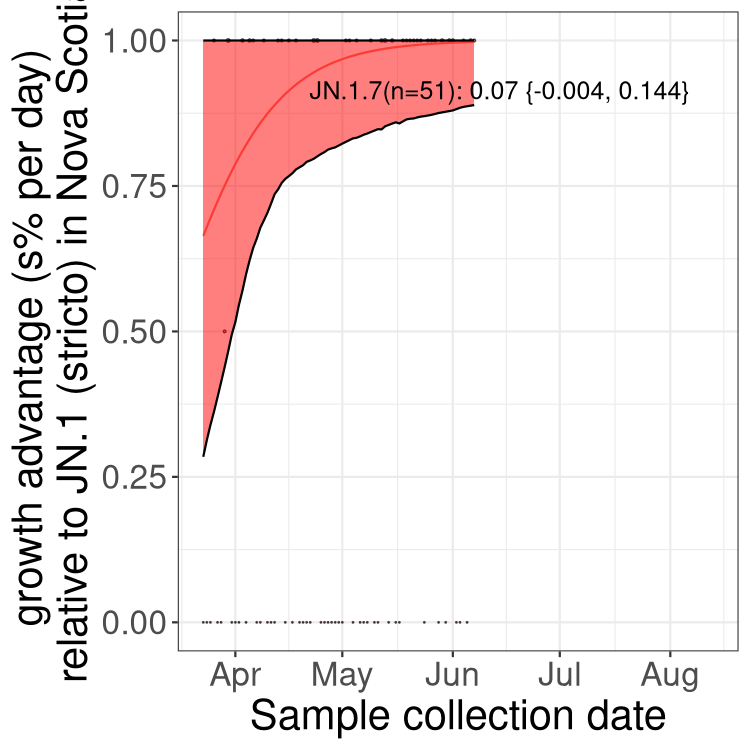 growth advantage (s% per day)
relative to JN.1 (stricto) in Nova Scotia
1.00
0.75
0.50
0.25
0.00
JN.1.7(n=51): 0.07 {-0.004, 0.144}
Apr May Jun Jul Aug
Sample collection date